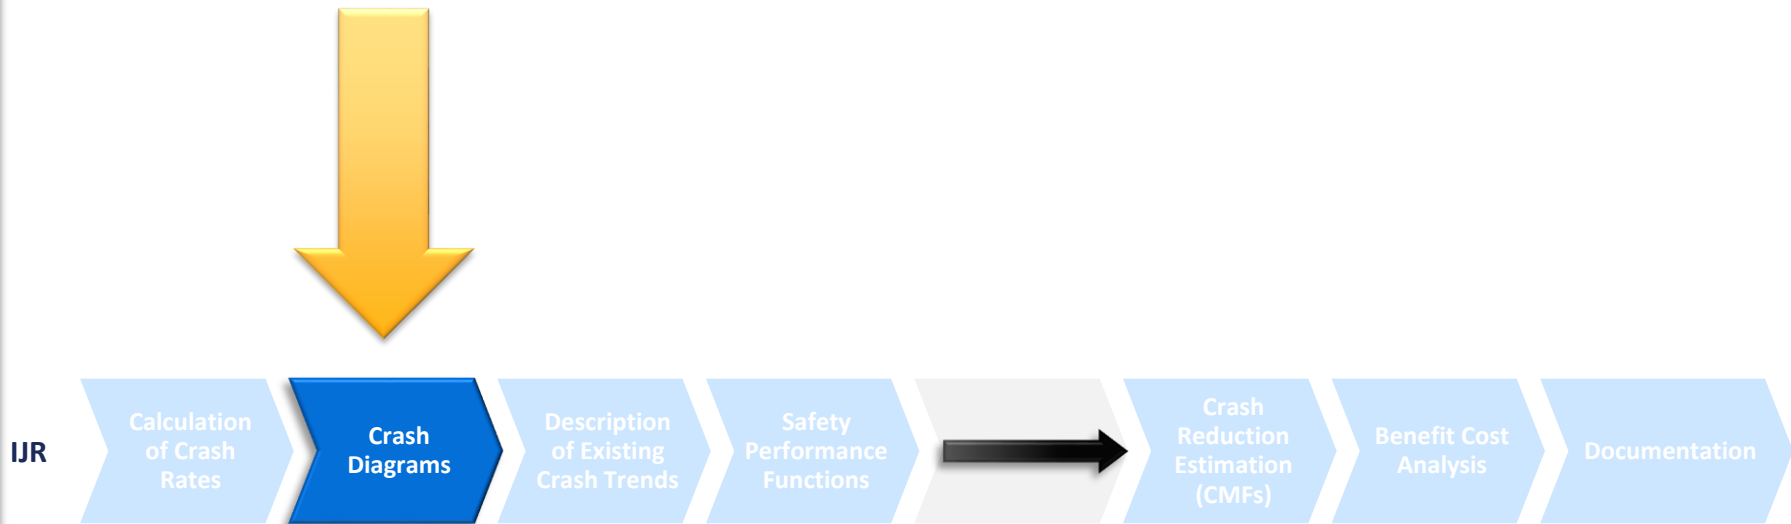 IJR
Calculation
of Crash
Rates
Crash
Diagrams
Description
of Existing
Crash Trends
Safety
Performance
Functions
Crash
Reduction
Estimation
(CMFs)
Benefit Cost
Analysis
Documentation